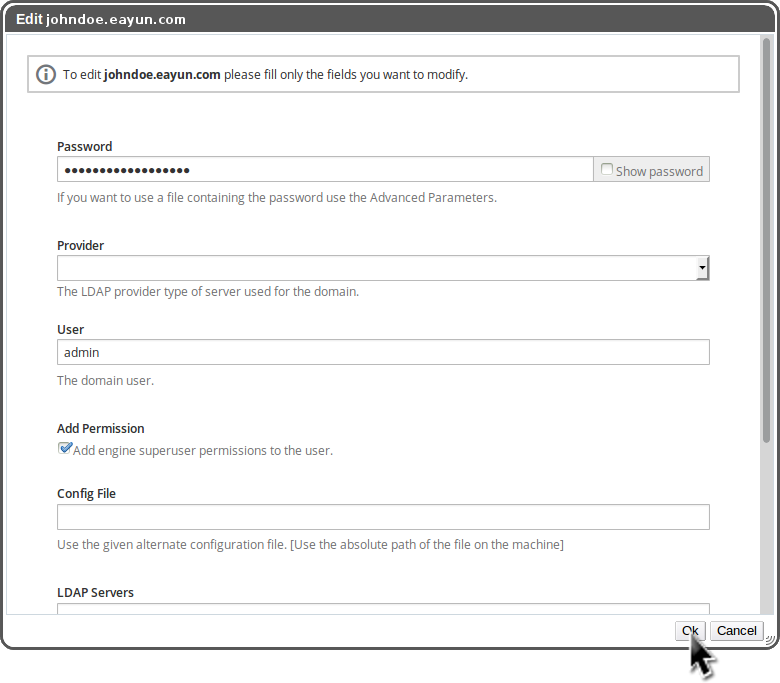 Edit johndoe.eayun.com
To edit johndoe.eayun.com please fill only the fields you want to modify.
Password
••••••••••••••••••
Show password
If you want to use a file containing the password use the Advanced Parameters.
Provider
The LDAP provider type of server used for the domain.
User
admin
The domain user.
Add Permission
Add engine superuser permissions to the user.
Config File
Use the given alternate configuration file. [Use the absolute path of the file on the machine]
LDAP Servers
Ok Cancel